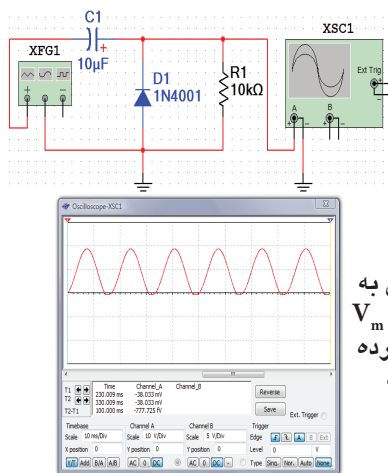 C1
XFG1
+
10µF
D1
1N4001
R1
10kΩ
XSC1
Ext Trig
+
A
B
+
-
+
-
Oscilloscope-XSC1
Time Channel_A Channel_B
T1 230.009 ms -38.033 mV
T2 330.009 ms -38.033 mV
T2-T1 100.000 ms -777.725 fV
Reverse
Save
Ext. Trigger
Timebase
Scale 10 ms/Div
X position 0
Y/T Add B/A A/B
Channel A
Scale 10 V/Div
Y position 0
AC 0 DC
Channel B
Scale 5 V/Div
Y position 0
AC 0 DC -
Trigger
Edge A B Ext
Level 0 V
Type Sing. Nor. Auto None
به
Vm
رده